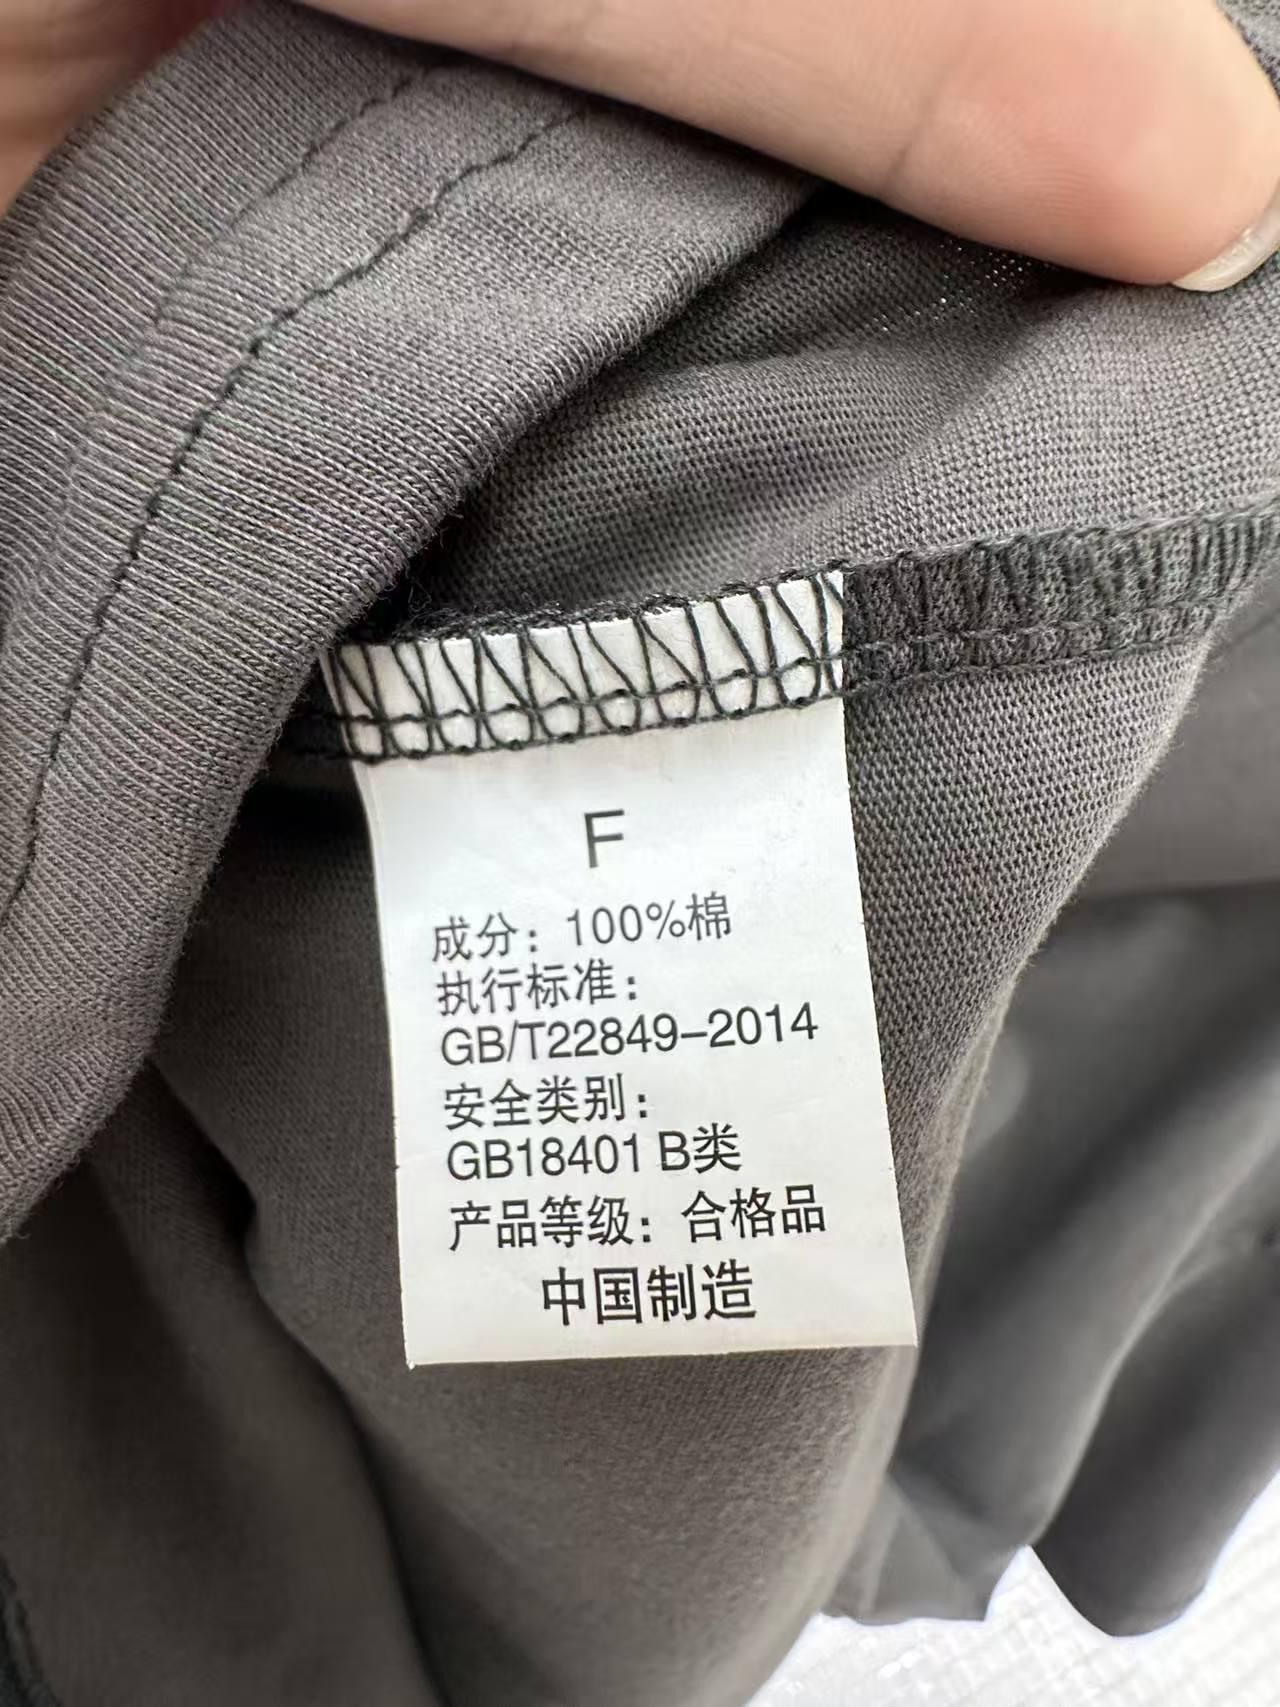 F
成分：100%棉
执行标准：
GB/T22849-2014
安全类别：
GB18401 B类
产品等级：合格品
中国制造